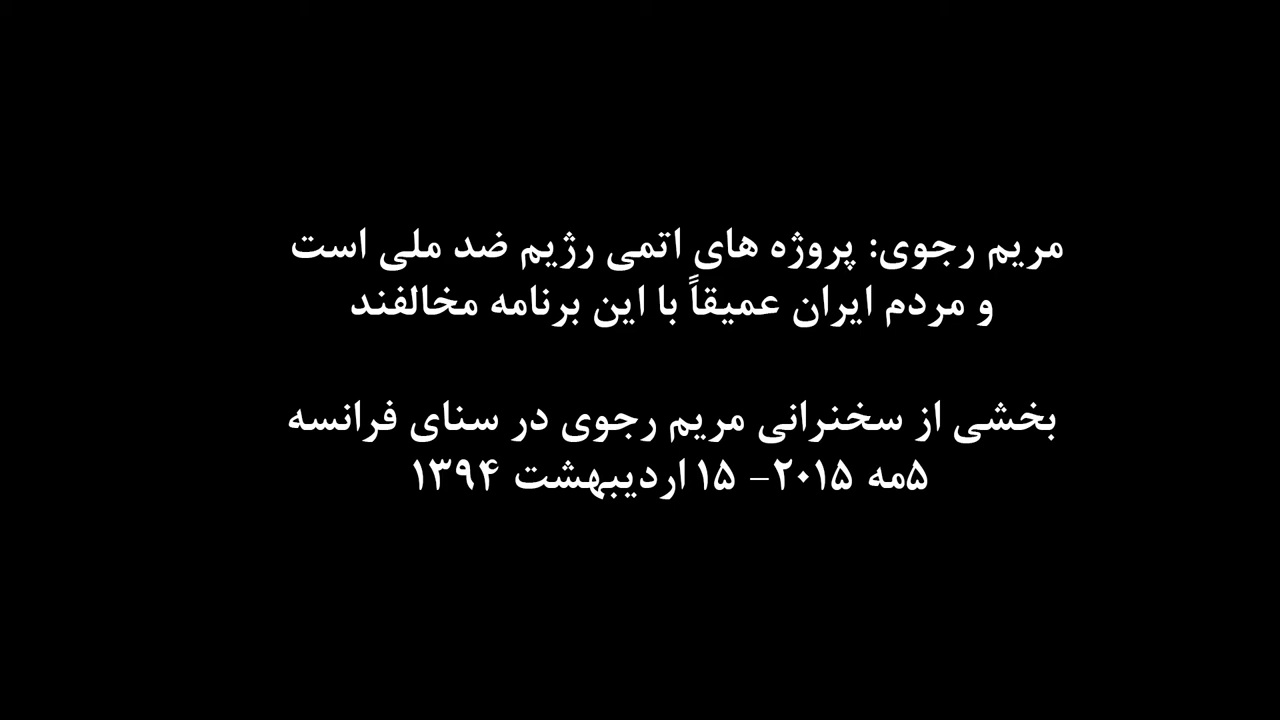 مریم رجوی: پروژه های اتمی رژیم ضد ملی است
و مردم ایران عمیقاً با این برنامه مخالفند
بخشی از سخنرانی مریم رجوی در سنای فرانسه
۵مه ۲۰۱۵- ۱۵ اردیبهشت ۱۳۹۴